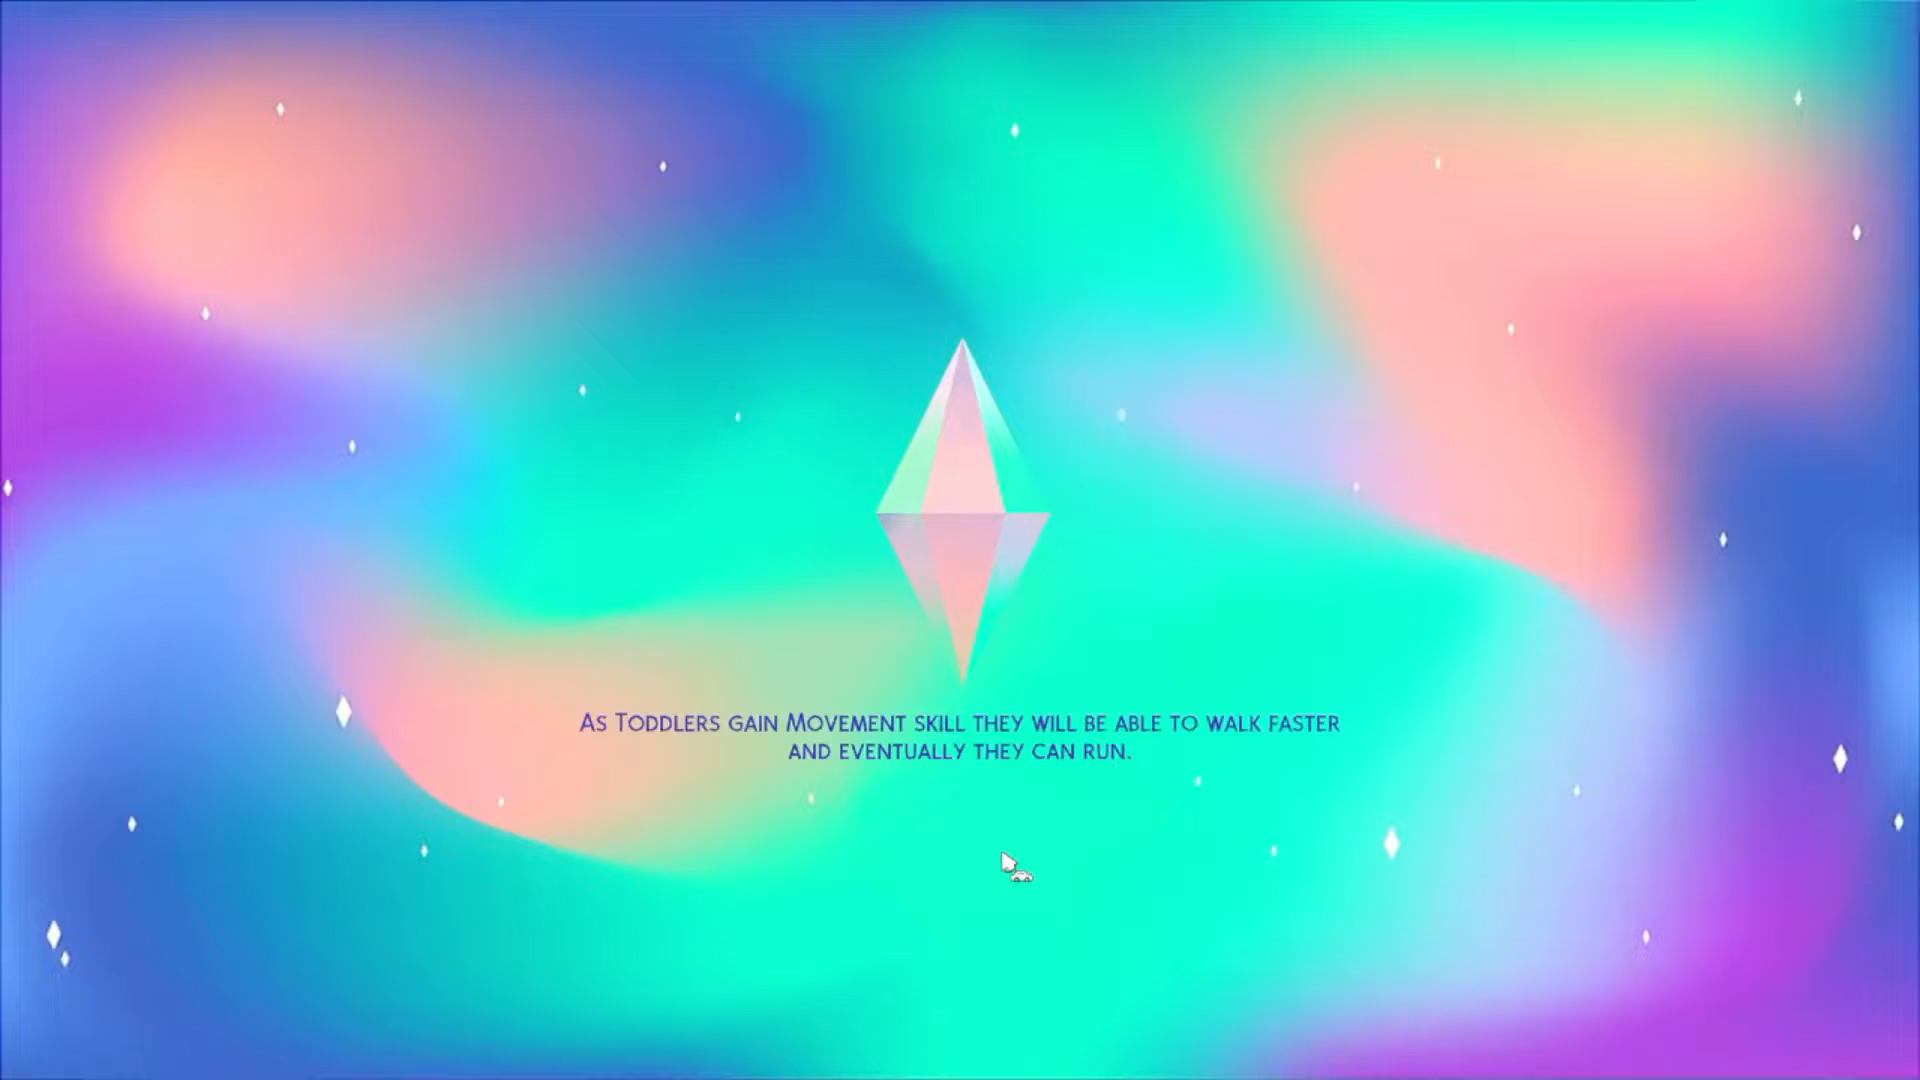 As Toddlers gain Movement skill they will be able to walk faster
and eventually they can run.